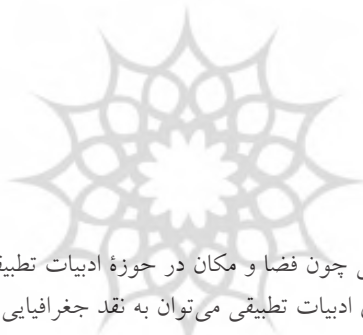 چون فضا و مکان در حوزهٔ ادبیات
ادبیات تطبیقی می‌توان به نقد جغرافیایی